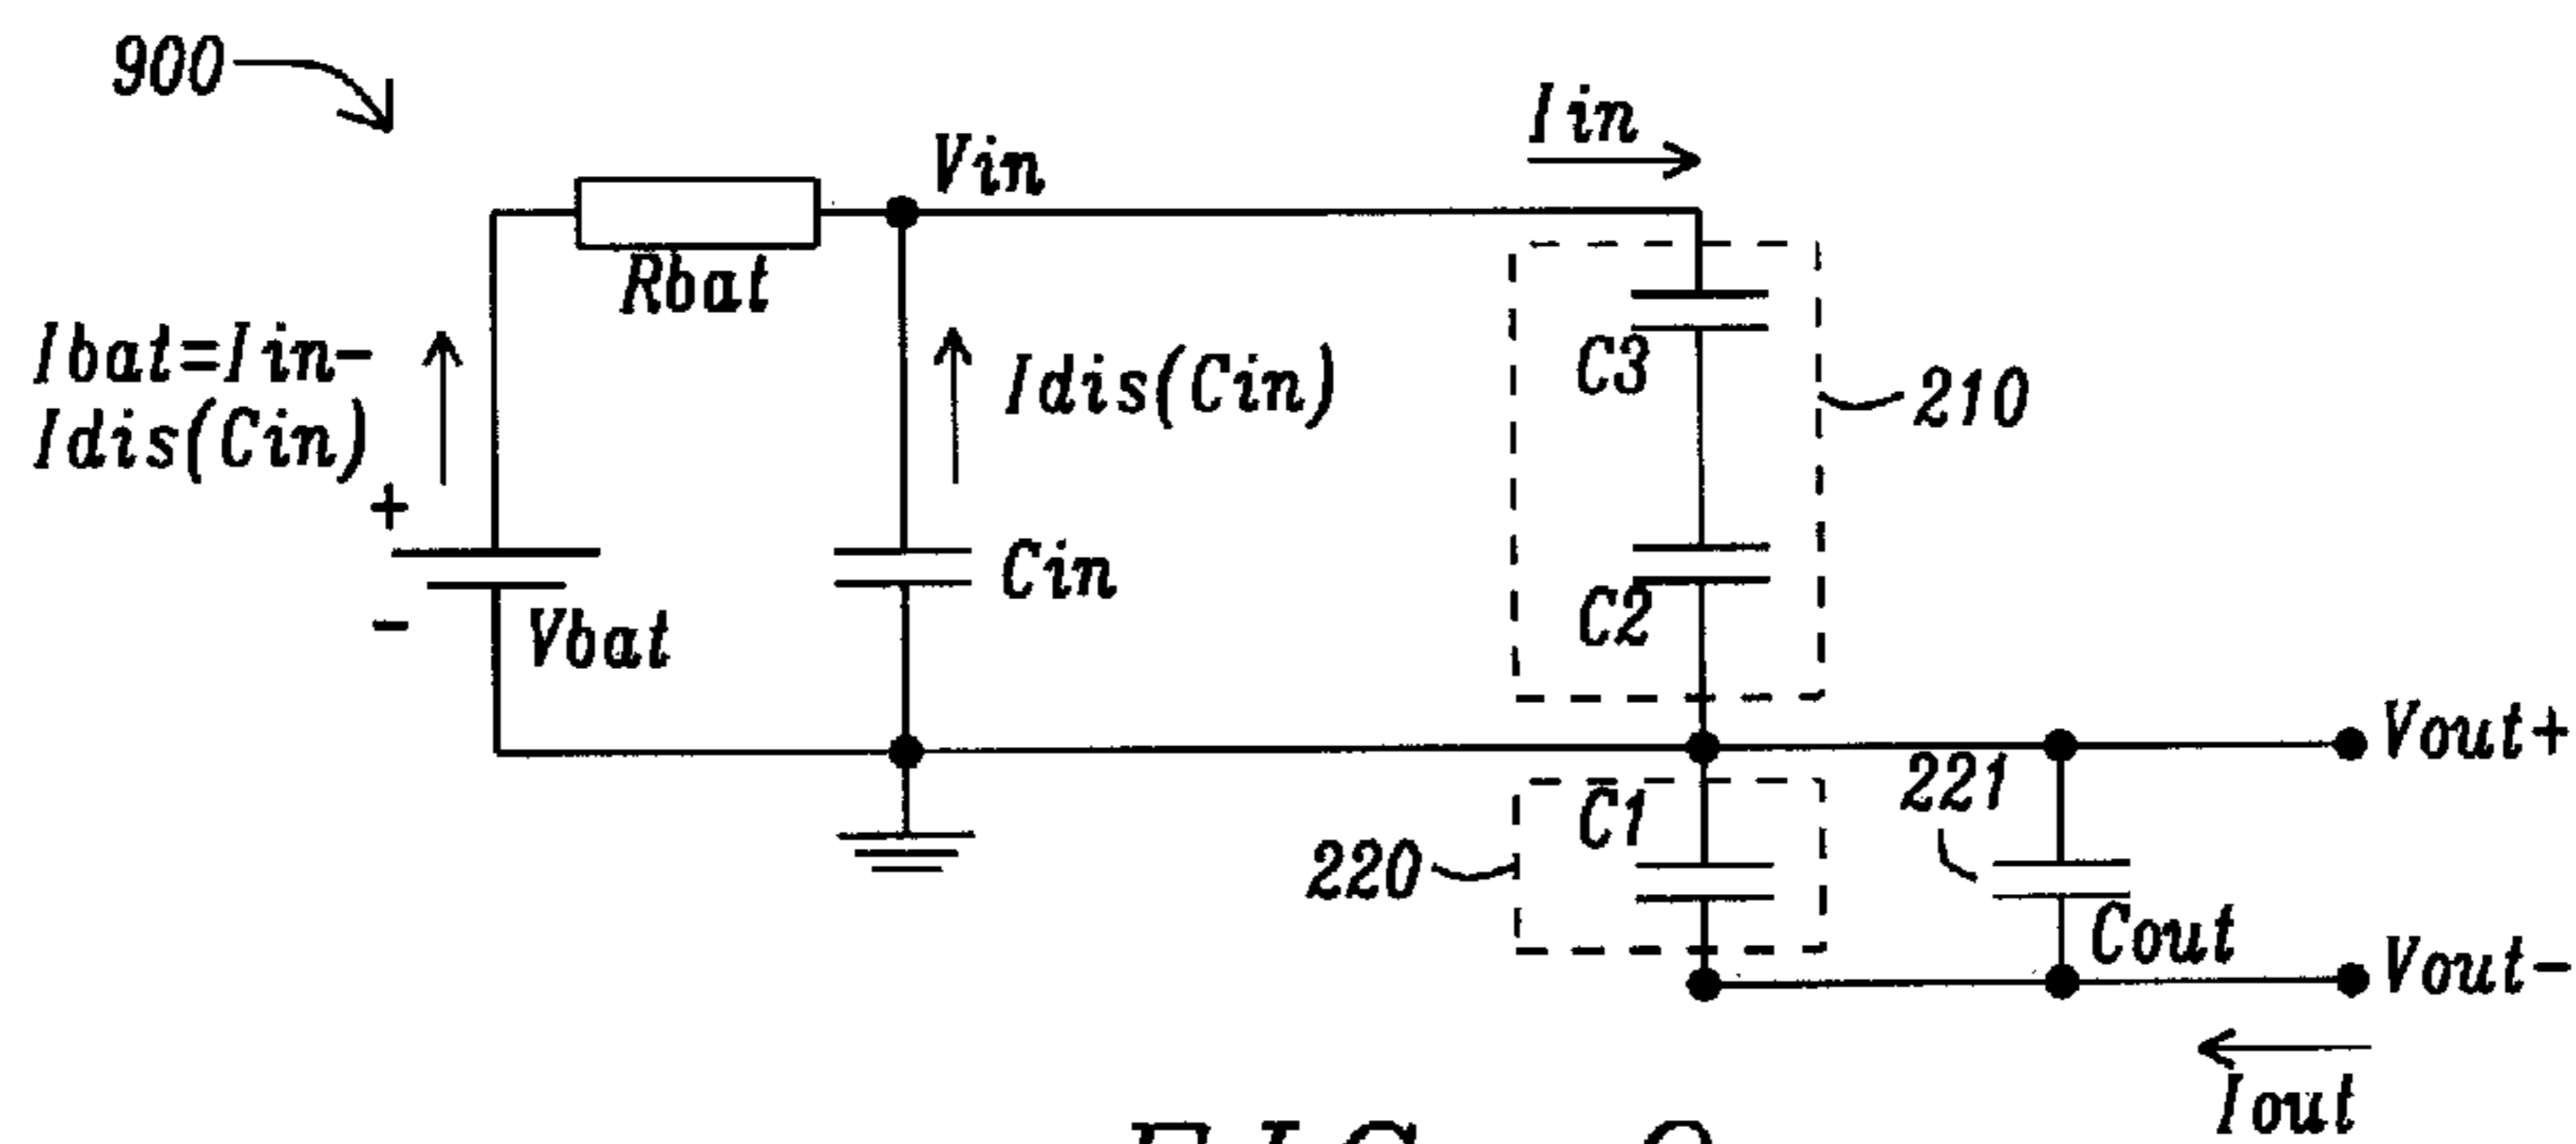 900
Iin
Vin
Rbat
Ibat=Iin-
Idis(Cin)
Idis(Cin)
C3
210
+
Cin
C2
-
Vbat
Vout+
221
C1
220
Cout
Vout-
Iout